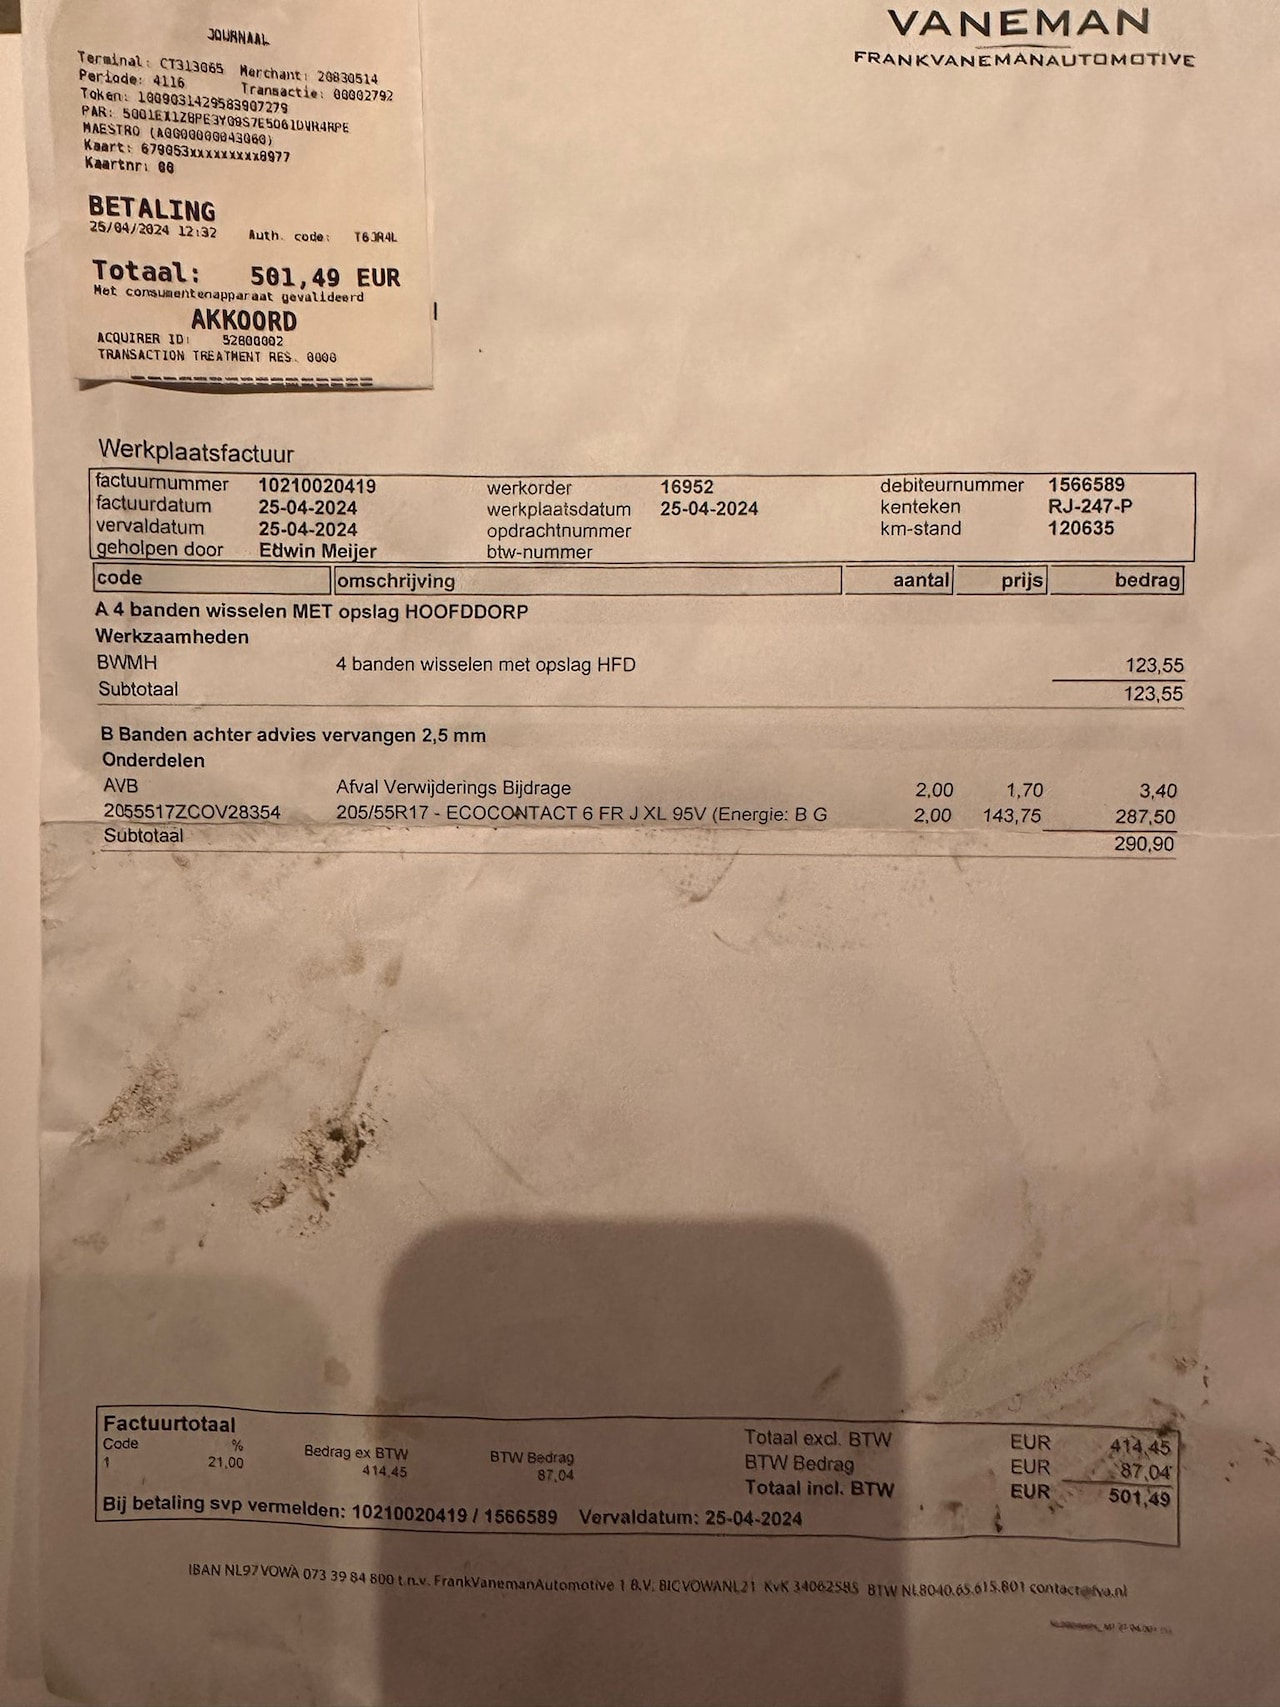 VANEMAN
FRANKVANEMANAUTOMOTIVE
JOURNAAL
Terminal: CT313065 Merchant: 20830514
Periode: 4116 Transactie: 00002792
Token: 1009031429583907279
PAR: 5001EX1ZBPE3Y09S7E5061DVR4RPE
MAESTRO (A0000000043060)
Kaart: 679053xxxxxxxxx0977
Kaartnr: 00
BETALING
25/04/2024 12:32 Auth. code: T6JR4L
Totaal: 501,49 EUR
Met consumentenapparaat gevalideerd
AKKOORD
ACQUIRER ID: 52800002
TRANSACTION TREATMENT RES. 0000
Werkplaatsfactuur
factuurnummer 10210020419 werkorder 16952 debiteurnummer 1566589
factuurdatum 25-04-2024 werkplaatsdatum 25-04-2024 kenteken RJ-247-P
vervaldatum 25-04-2024 opdrachtnummer km-stand 120635
geholpen door Edwin Meijer btw-nummer
code omschrijving aantal prijs bedrag
A 4 banden wisselen MET opslag HOOFDDORP
Werkzaamheden
BWMH 4 banden wisselen met opslag HFD 123,55
Subtotaal 123,55
B Banden achter advies vervangen 2,5 mm
Onderdelen
AVB Afval Verwijderings Bijdrage 2,00 1,70 3,40
2055517ZCOV28354 205/55R17 - ECOCONTACT 6 FR J XL 95V (Energie: B G 2,00 143,75 287,50
Subtotaal 290,90
Factuurtotaal
Code % Bedrag ex BTW BTW Bedrag Totaal excl. BTW EUR 414,45
1 21,00 414,45 87,04 BTW Bedrag EUR 87,04
Totaal incl. BTW EUR 501,49
Bij betaling svp vermelden: 10210020419 / 1566589 Vervaldatum: 25-04-2024
IBAN NL97 VOWA 073 39 84 800 t.n.v. FrankVanemanAutomotive 1 B.V. BIC VOWANL21 KvK 34062585 BTW NL8040.65.615.B01 contact@fva.nl